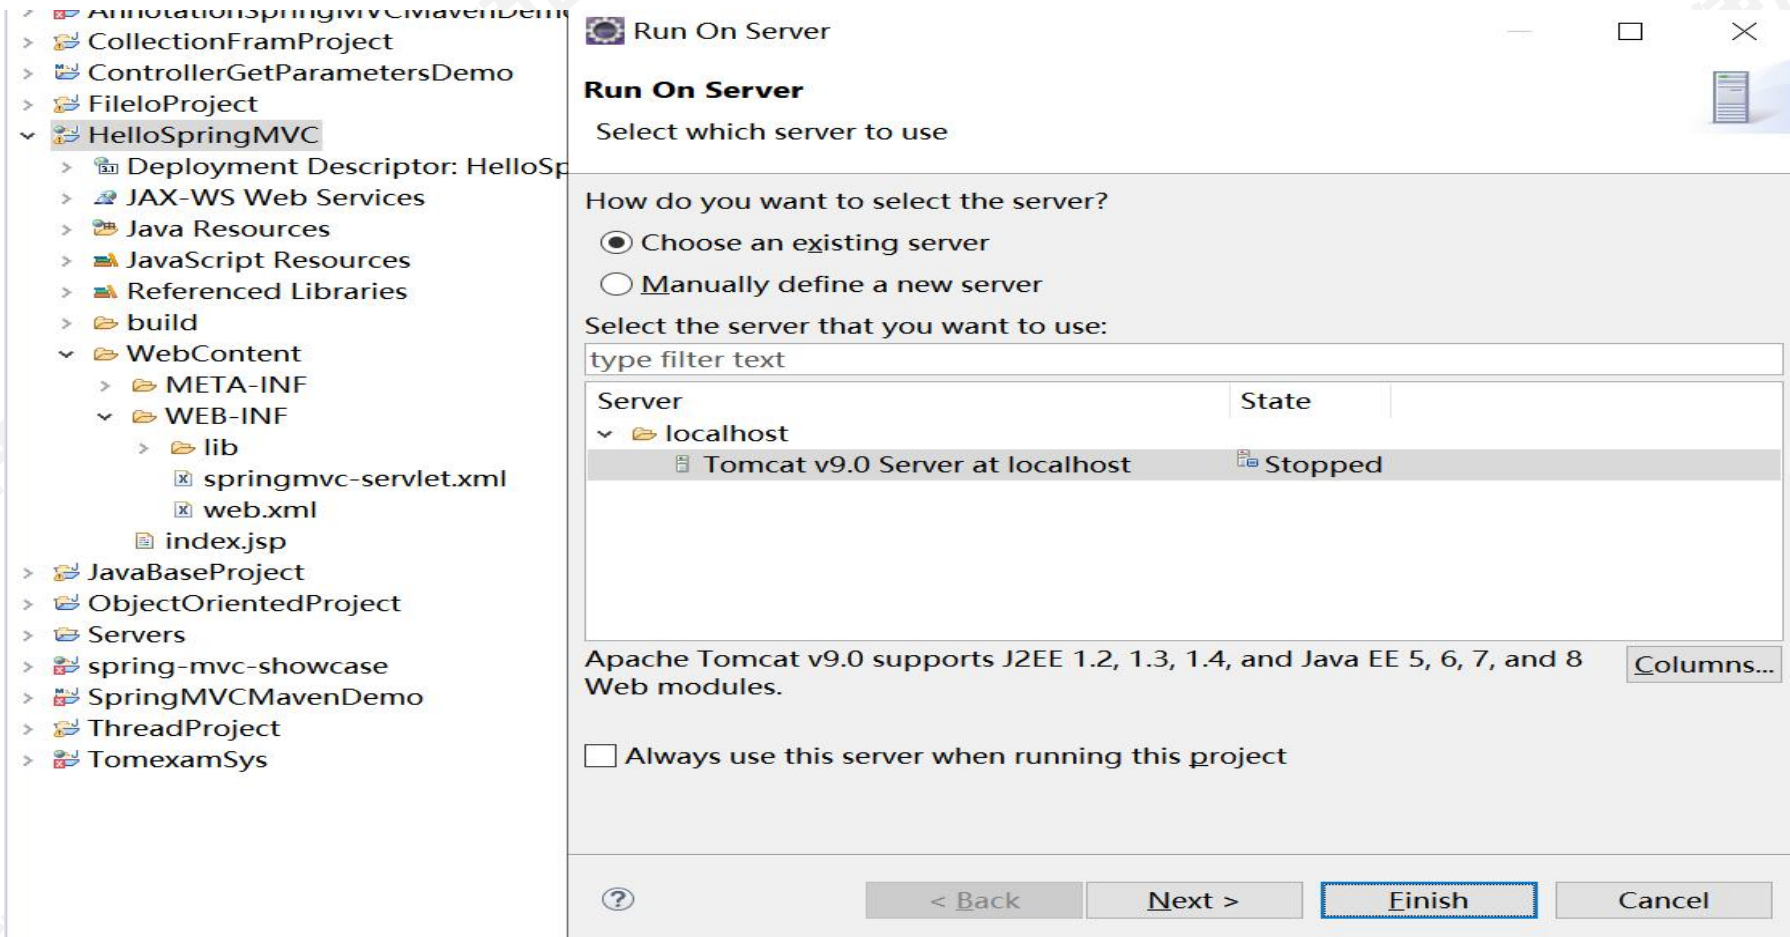 AnnotationSpringMVCMavenDem
CollectionFramProject
ControllerGetParametersDemo
FileIoProject
HelloSpringMVC
Deployment Descriptor: HelloSp
JAX-WS Web Services
Java Resources
JavaScript Resources
Referenced Libraries
build
WebContent
META-INF
WEB-INF
lib
springmvc-servlet.xml
web.xml
index.jsp
JavaBaseProject
ObjectOrientedProject
Servers
spring-mvc-showcase
SpringMVCMavenDemo
ThreadProject
TomexamSys
Run On Server
Run On Server
Select which server to use
How do you want to select the server?
Choose an existing server
Manually define a new server
Select the server that you want to use:
type filter text
Server State
localhost
Tomcat v9.0 Server at localhost Stopped
Apache Tomcat v9.0 supports J2EE 1.2, 1.3, 1.4, and Java EE 5, 6, 7, and 8
Web modules.
Columns...
Always use this server when running this project
< Back Next > Finish Cancel